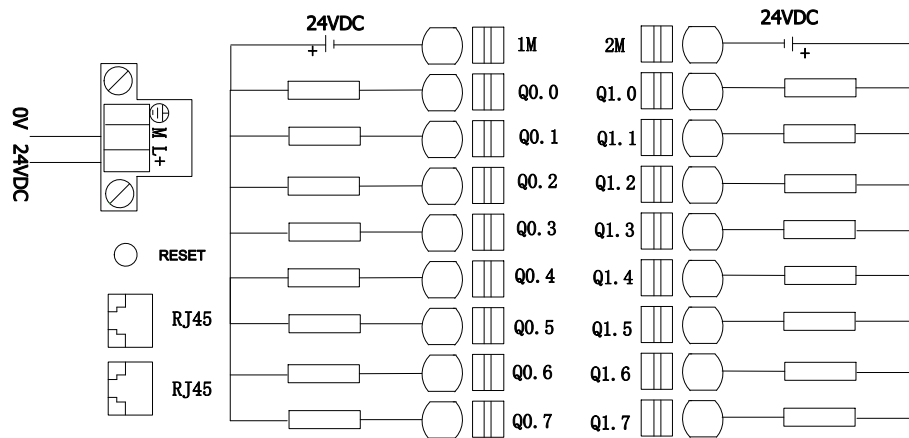 24VDC
+
1M
Q0.0
Q0.1
Q0.2
Q0.3
Q0.4
Q0.5
Q0.6
Q0.7
24VDC
+
2M
Q1.0
Q1.1
Q1.2
Q1.3
Q1.4
Q1.5
Q1.6
Q1.7
0V 24VDC
M L+
RESET
RJ45
RJ45